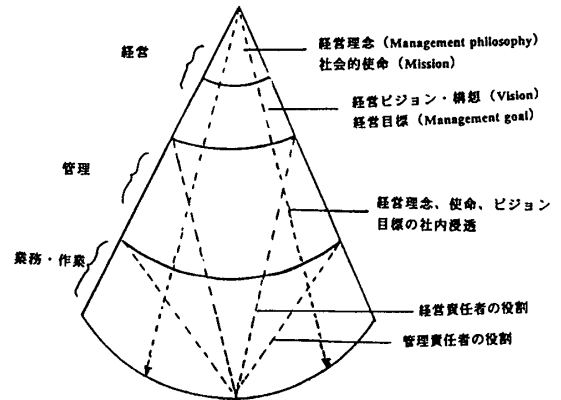 経営
経営理念（Management philosophy）
社会的使命（Mission）
経営ビジョン・構想（Vision）
経営目標（Management goal）
管理
経営理念、使命、ビジョン
目標の社内浸透
業務・作業
経営責任者の役割
管理責任者の役割